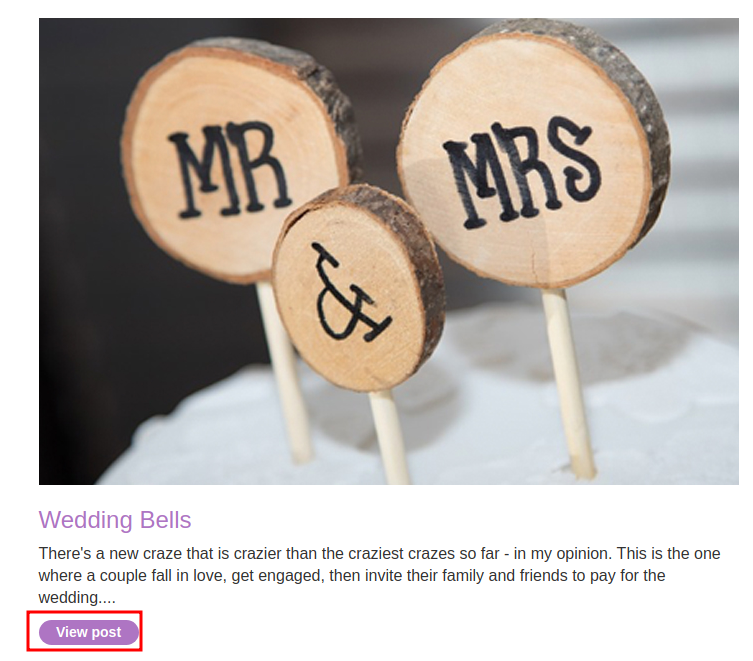 MR
MRS
&
Wedding Bells
There's a new craze that is crazier than the craziest crazes so far - in my opinion. This is the one
where a couple fall in love, get engaged, then invite their family and friends to pay for the
wedding....
View post